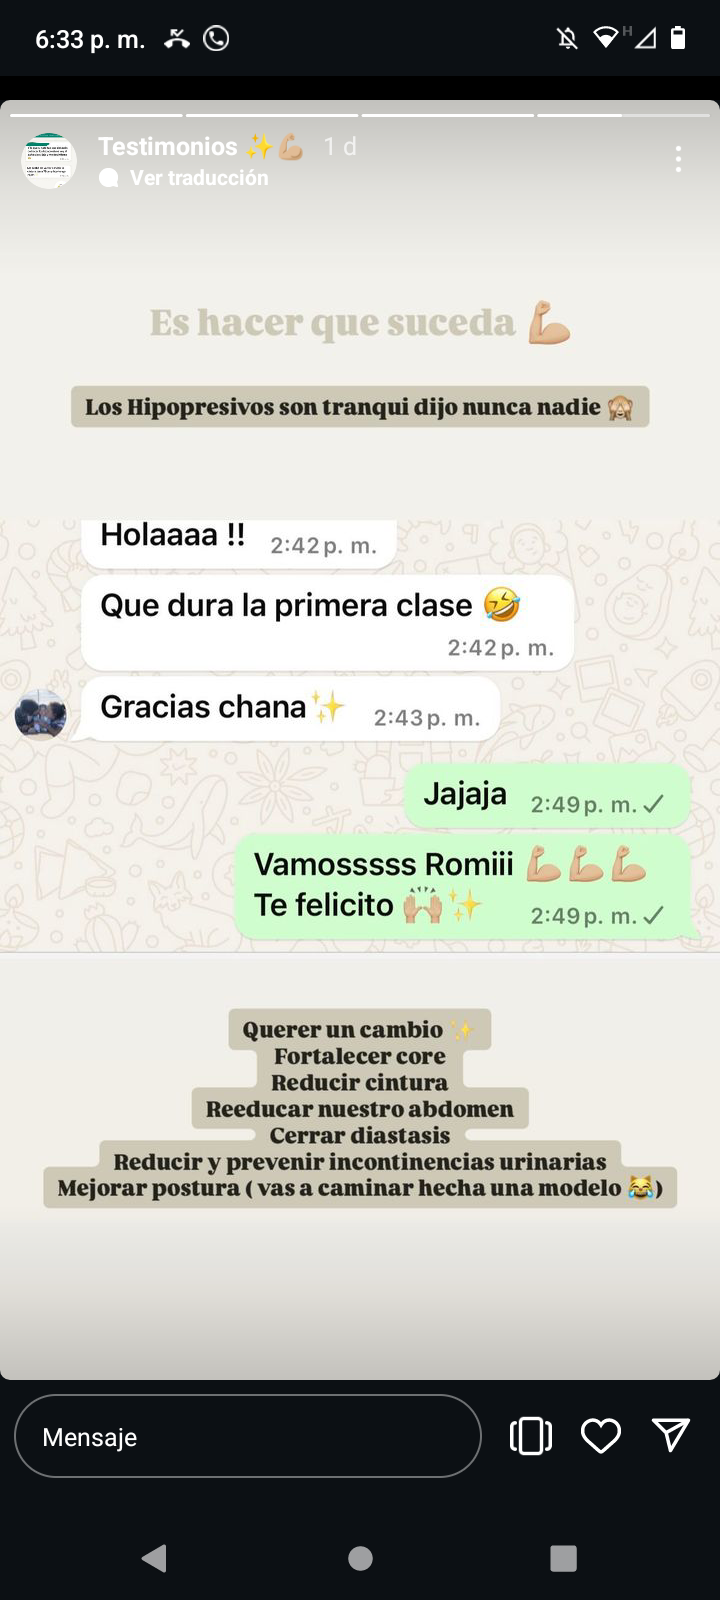 6:33 p. m.
H
Testimonios ✨💪🏼 1 d
Ver traducción
Es hacer que suceda 💪🏼
Los Hipopresivos son tranqui dijo nunca nadie 🙈
Holaaaa !! 2:42 p. m.
Que dura la primera clase 🤣
2:42 p. m.
Gracias chana✨ 2:43 p. m.
Jajaja 2:49 p. m.
Vamosssss Romiii 💪🏼💪🏼💪🏼
Te felicito 🙌🏼✨ 2:49 p. m.
Querer un cambio ✨
Fortalecer core
Reducir cintura
Reeducar nuestro abdomen
Cerrar diastasis
Reducir y prevenir incontinencias urinarias
Mejorar postura ( vas a caminar hecha una modelo 😹)
Mensaje